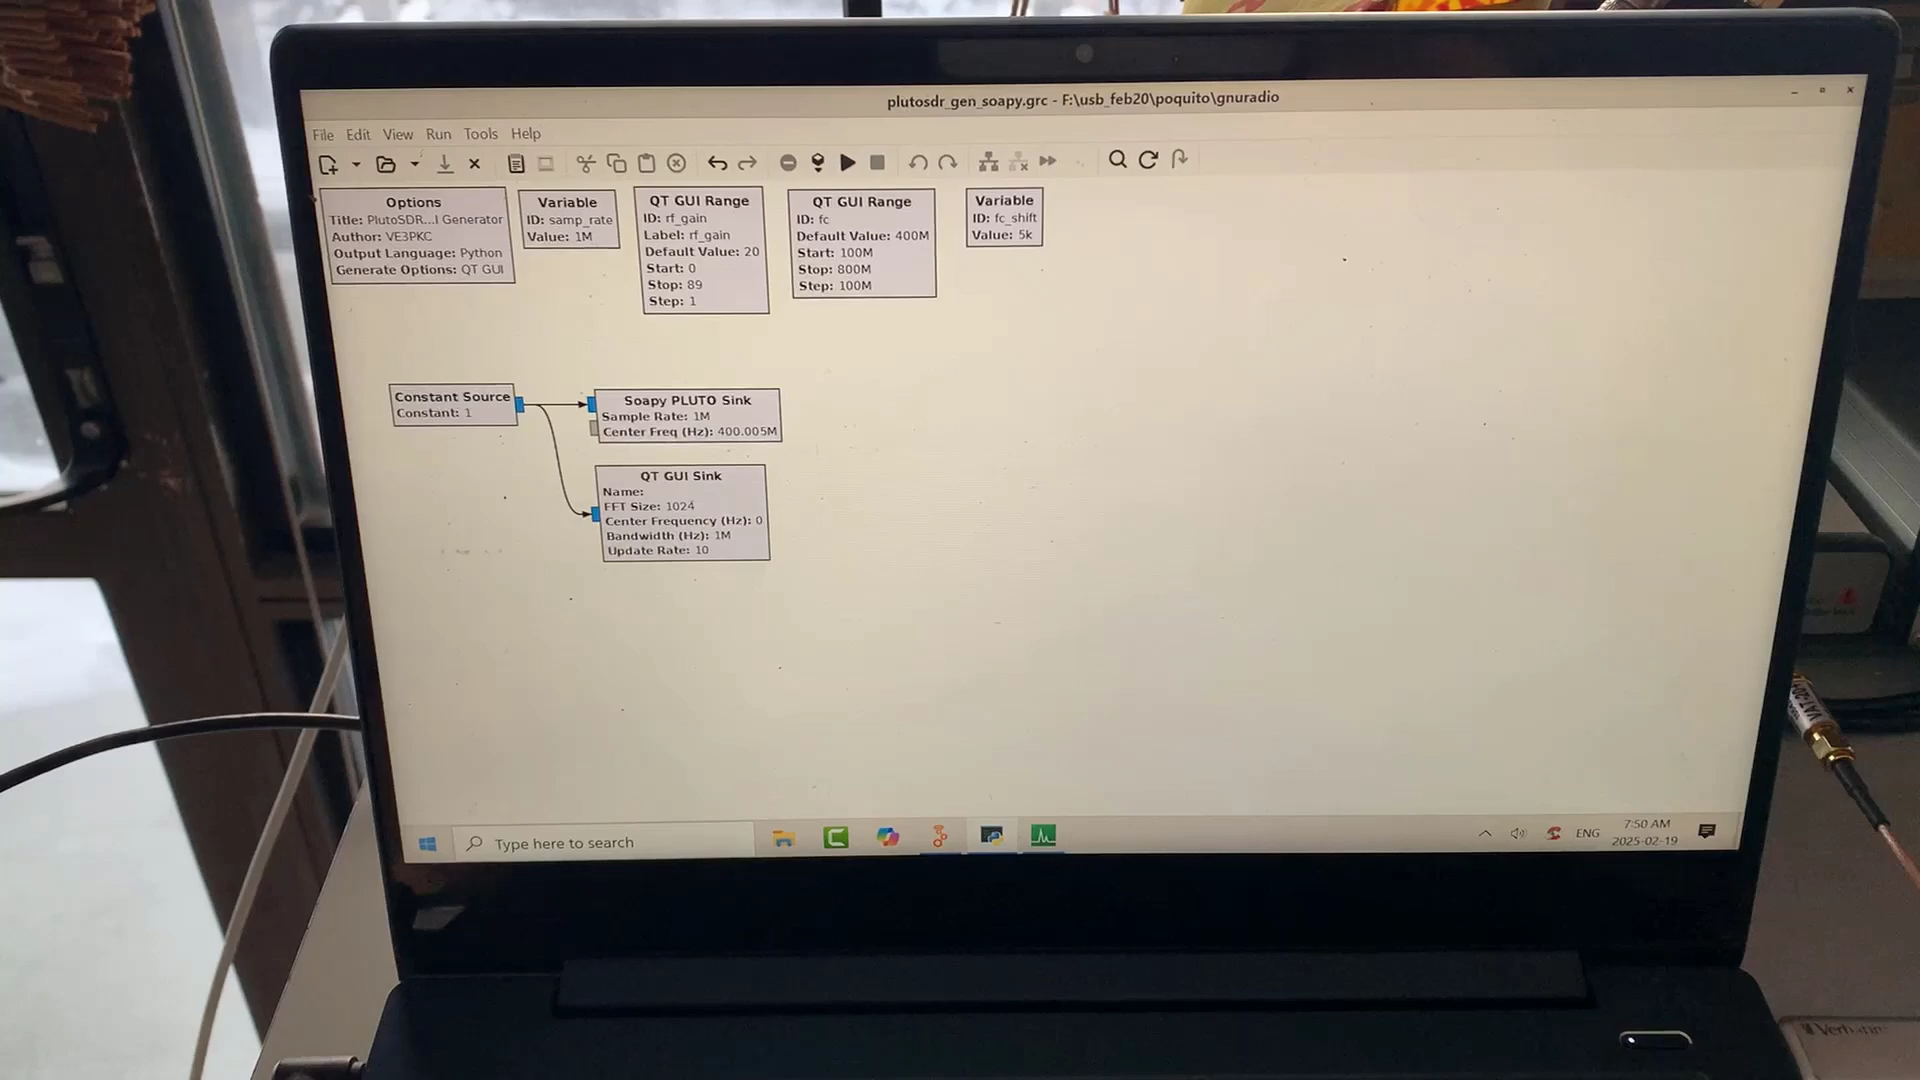 plutosdr_gen_soapy.grc - F:\usb_feb20\poquito\gnuradio
File Edit View Run Tools Help
Options
Title: PlutoSDR...l Generator
Author: VE3PKC
Output Language: Python
Generate Options: QT GUI
Variable
ID: samp_rate
Value: 1M
QT GUI Range
ID: rf_gain
Label: rf_gain
Default Value: 20
Start: 0
Stop: 89
Step: 1
QT GUI Range
ID: fc
Default Value: 400M
Start: 100M
Stop: 800M
Step: 100M
Variable
ID: fc_shift
Value: 5k
Constant Source
Constant: 1
Soapy PLUTO Sink
Sample Rate: 1M
Center Freq (Hz): 400.005M
QT GUI Sink
Name:
FFT Size: 1024
Center Frequency (Hz): 0
Bandwidth (Hz): 1M
Update Rate: 10
Type here to search
ENG
7:50 AM
2025-02-19
Verbatim